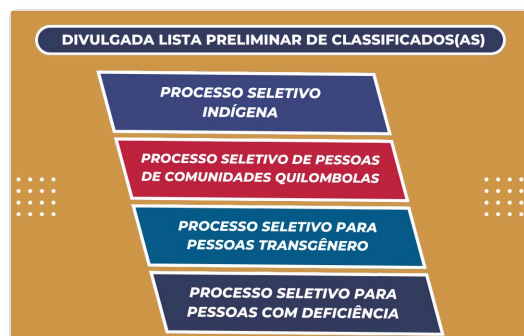 DIVULGADA LISTA PRELIMINAR DE CLASSIFICADOS(AS)
PROCESSO SELETIVO
INDÍGENA
PROCESSO SELETIVO DE PESSOAS
DE COMUNIDADES QUILOMBOLAS
PROCESSO SELETIVO PARA
PESSOAS TRANSGÊNERO
PROCESSO SELETIVO PARA
PESSOAS COM DEFICIÊNCIA